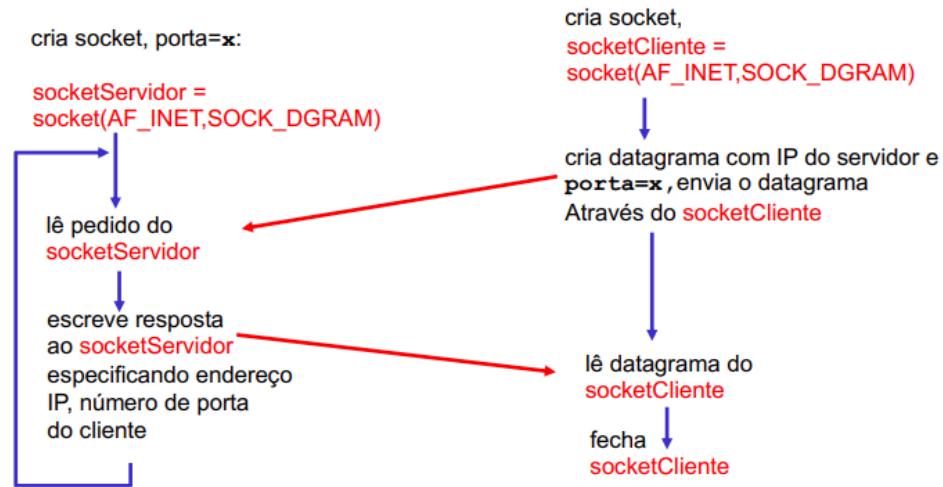 cria socket, porta=x:
socketServidor =
socket(AF_INET,SOCK_DGRAM)
lê pedido do
socketServidor
escreve resposta
ao socketServidor
especificando endereço
IP, número de porta
do cliente
cria socket,
socketCliente =
socket(AF_INET,SOCK_DGRAM)
cria datagrama com IP do servidor e
porta=x,envia o datagrama
Através do socketCliente
lê datagrama do
socketCliente
fecha
socketCliente